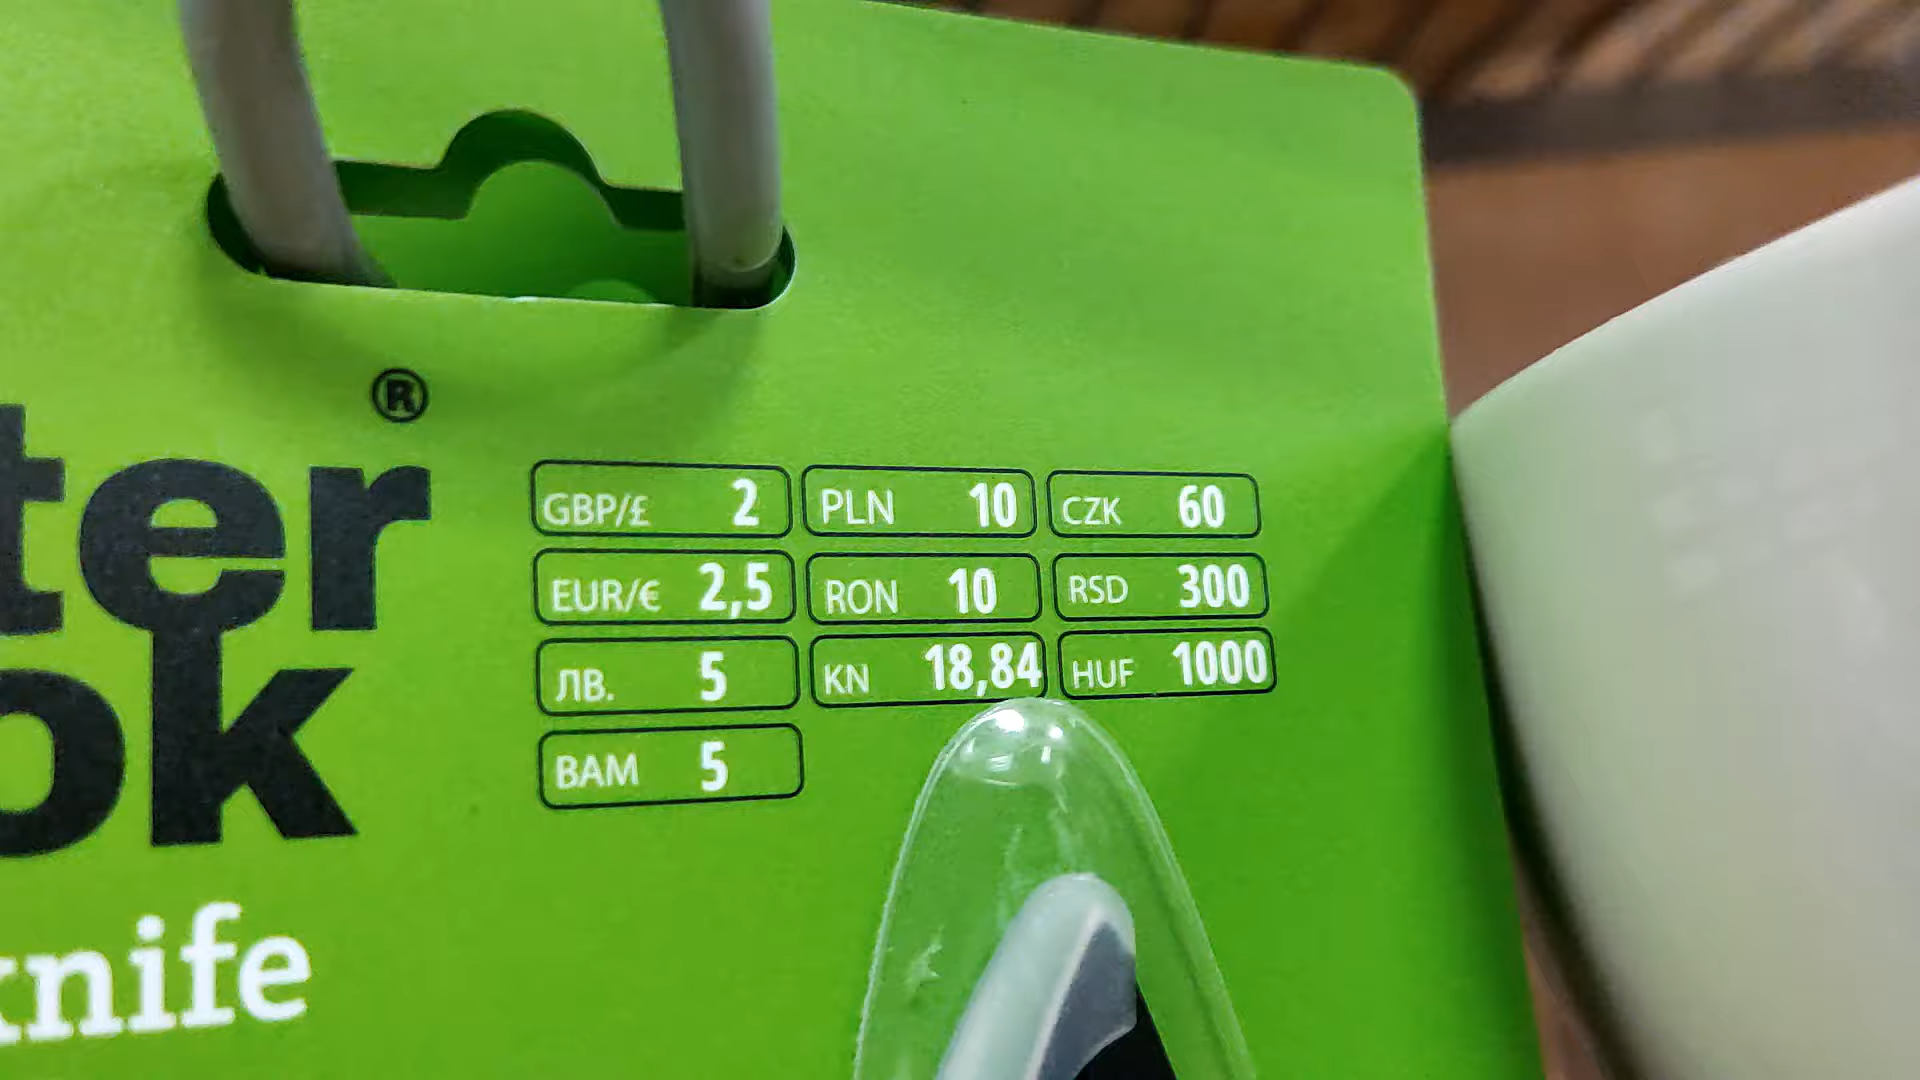 ter®
ok
knife
GBP/£ 2 PLN 10 CZK 60
EUR/€ 2,5 RON 10 RSD 300
ЛВ. 5 KN 18,84 HUF 1000
BAM 5